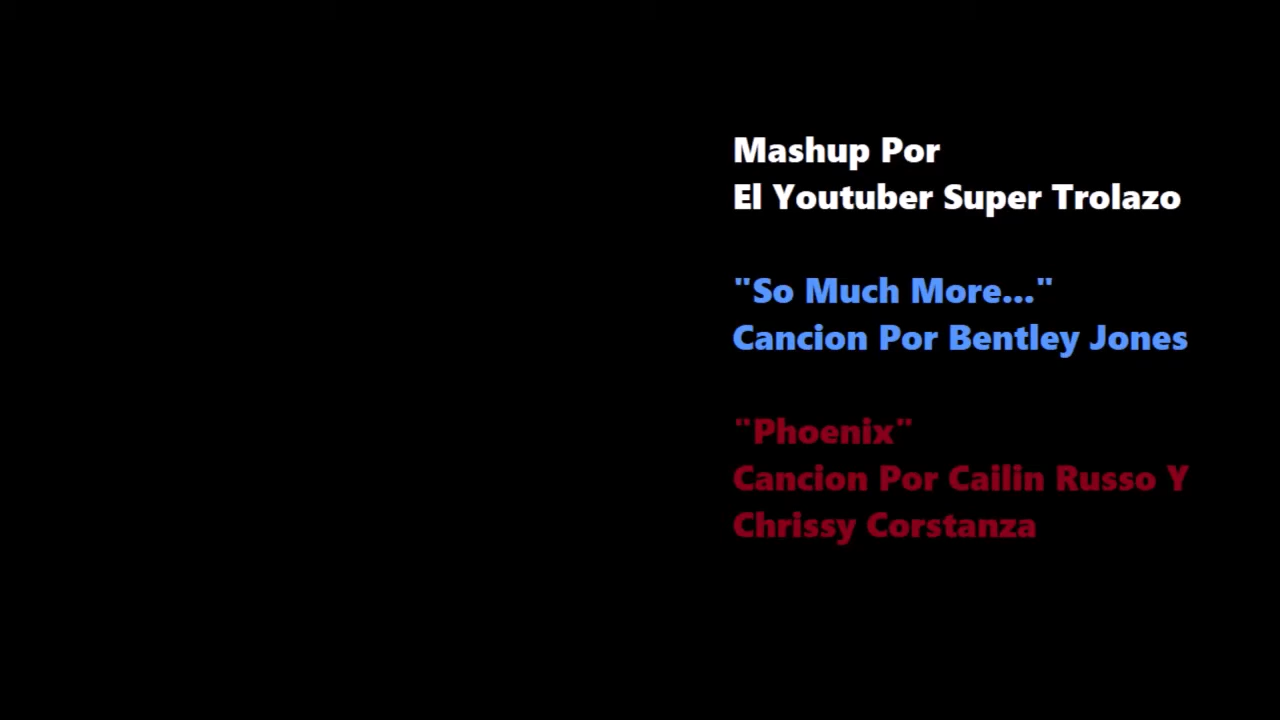 Mashup Por
El Youtuber Super Trolazo
"So Much More..."
Cancion Por Bentley Jones
"Phoenix"
Cancion Por Cailin Russo Y
Chrissy Corstanza